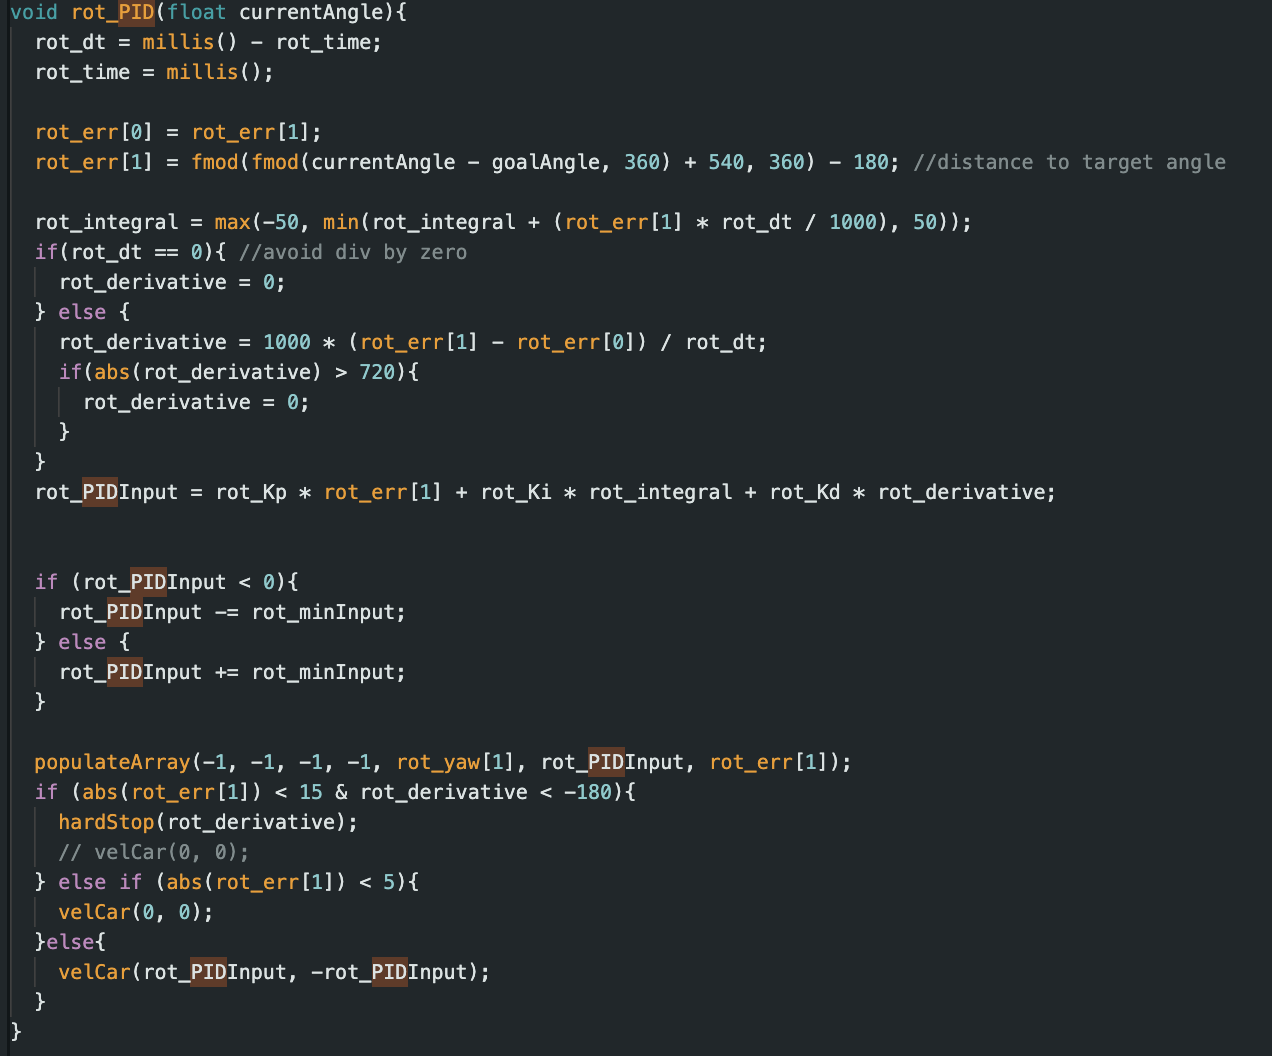 void rot_PID(float currentAngle){
rot_dt = millis() - rot_time;
rot_time = millis();
rot_err[0] = rot_err[1];
rot_err[1] = fmod(fmod(currentAngle - goalAngle, 360) + 540, 360) - 180; //distance to target angle
rot_integral = max(-50, min(rot_integral + (rot_err[1] * rot_dt / 1000), 50));
if(rot_dt == 0){ //avoid div by zero
rot_derivative = 0;
} else {
rot_derivative = 1000 * (rot_err[1] - rot_err[0]) / rot_dt;
if(abs(rot_derivative) > 720){
rot_derivative = 0;
}
}
rot_PIDInput = rot_Kp * rot_err[1] + rot_Ki * rot_integral + rot_Kd * rot_derivative;
if (rot_PIDInput < 0){
rot_PIDInput -= rot_minInput;
} else {
rot_PIDInput += rot_minInput;
}
populateArray(-1, -1, -1, -1, rot_yaw[1], rot_PIDInput, rot_err[1]);
if (abs(rot_err[1]) < 15 & rot_derivative < -180){
hardStop(rot_derivative);
// velCar(0, 0);
} else if (abs(rot_err[1]) < 5){
velCar(0, 0);
}else{
velCar(rot_PIDInput, -rot_PIDInput);
}
}